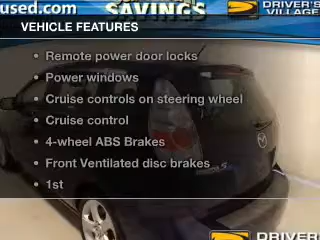 used.com
SAVINGS
DRIVER'S
VILLAGE
VEHICLE FEATURES
• Remote power door locks
• Power windows
• Cruise controls on steering wheel
• Cruise control
• 4-wheel ABS Brakes
• Front Ventilated disc brakes
• 1st
DRIVER